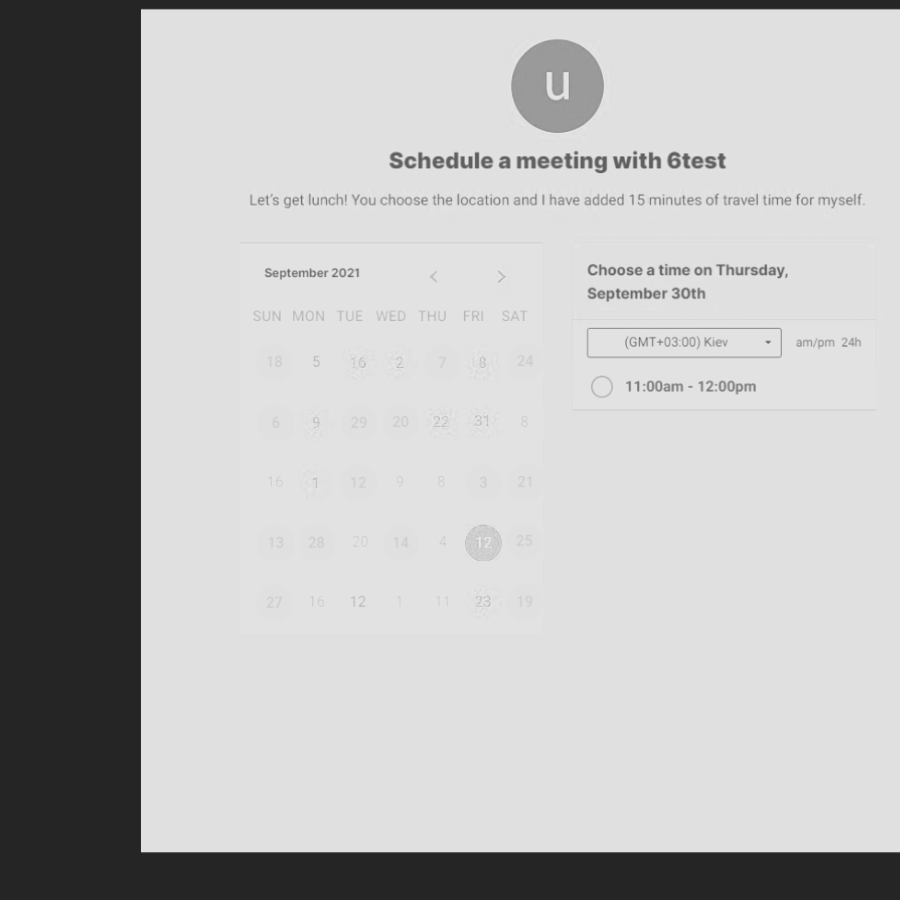 u
Schedule a meeting with 6test
Let's get lunch! You choose the location and I have added 15 minutes of travel time for myself.
September 2021
SUN MON TUE WED THU FRI SAT
18 5 16 2 7 8 24
6 9 29 20 22 31 8
16 1 12 9 8 3 21
13 28 20 14 4 12 25
27 16 12 1 11 23 19
Choose a time on Thursday,
September 30th
(GMT+03:00) Kiev am/pm 24h
11:00am - 12:00pm